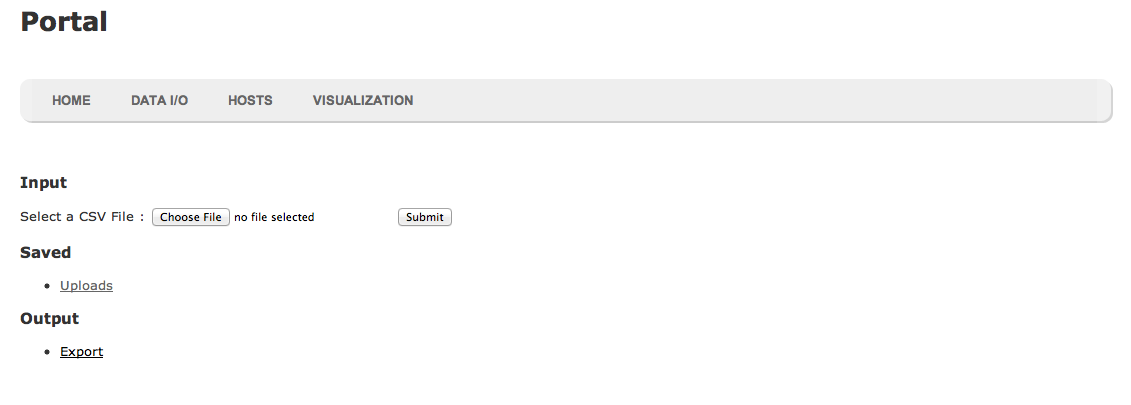 Portal
HOME DATA I/O HOSTS VISUALIZATION
Input
Select a CSV File : Choose File no file selected Submit
Saved
Uploads
Output
Export